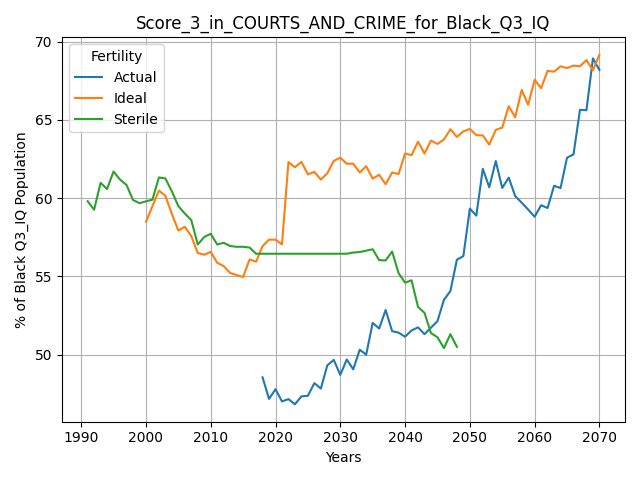 Score_3_in_COURTS_AND_CRIME_for_Black_Q3_IQ
Fertility
Actual
Ideal
Sterile
% of Black Q3_IQ Population
70
65
60
55
50
1990
2000
2010
2020
2030
2040
2050
2060
2070
Years